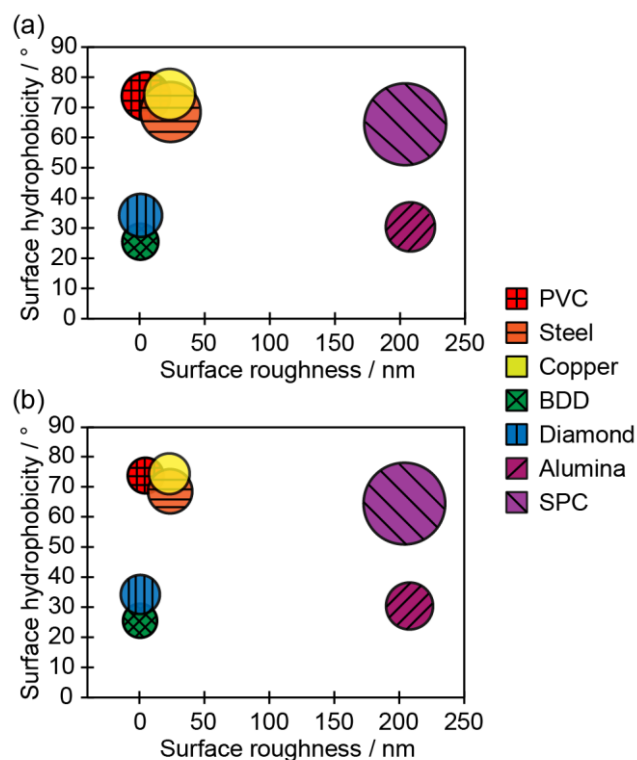 (a)
90
80
70
60
50
40
30
20
10
0
Surface hydrophobicity / °
0 50 100 150 200 250
Surface roughness / nm
PVC
Steel
Copper
BDD
Diamond
Alumina
SPC
(b)
90
80
70
60
50
40
30
20
10
0
Surface hydrophobicity / °
0 50 100 150 200 250
Surface roughness / nm